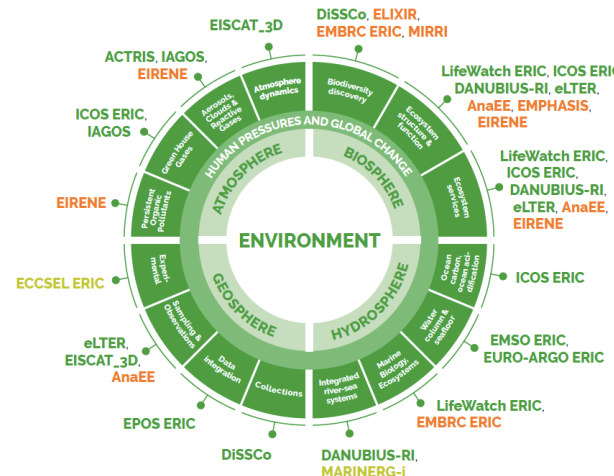 EISCAT_3D
DiSSCo, ELIXIR,
EMBRC ERIC, MIRRI
ACTRIS, IAGOS,
EIRENE
LifeWatch ERIC, ICOS ERIC
DANUBIUS-RI, eLTER,
AnaEE, EMPHASIS,
EIRENE
ICOS ERIC,
IAGOS
LifeWatch ERIC,
ICOS ERIC,
DANUBIUS-RI,
eLTER, AnaEE,
EIRENE
EIRENE
ECCSEL ERIC
ICOS ERIC
eLTER,
EISCAT_3D,
AnaEE
EMSO ERIC,
EURO-ARGO ERIC
EPOS ERIC
LifeWatch ERIC,
EMBRC ERIC
DiSSCo
DANUBIUS-RI,
MARINERG-i
Atmosphere
dynamics
Biodiversity
discovery
Aerosols,
Clouds &
Reactive
Gases
Ecosystem
structure &
function
Green House
Gases
Ecosystem
services
Persistent
Organic
Pollutants
Experi-
mental
Ocean
carbon,
ocean aci-
dification
Sampling &
Observations
Water
column &
seafloor
Data
integration
Marine
Biology,
Ecosystems
Collections
Integrated
river-sea
systems
HUMAN PRESSURES AND GLOBAL CHANGE
ATMOSPHERE
BIOSPHERE
ENVIRONMENT
GEOSPHERE
HYDROSPHERE